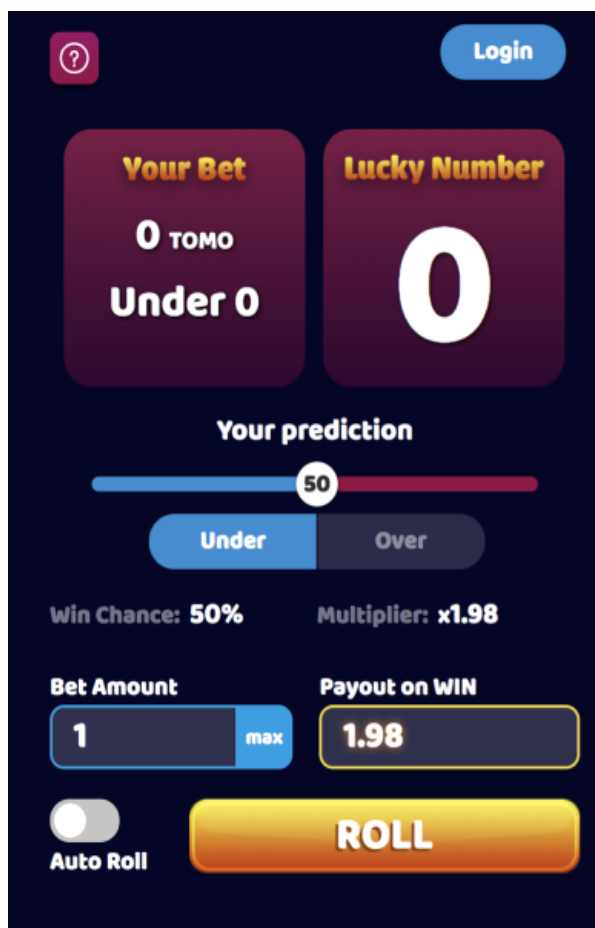 ?
Login
Your Bet
Lucky Number
0 TOMO
Under 0
0
Your prediction
50
Under
Over
Win Chance: 50%
Multiplier: x1.98
Bet Amount
Payout on WIN
1
max
1.98
Auto Roll
ROLL